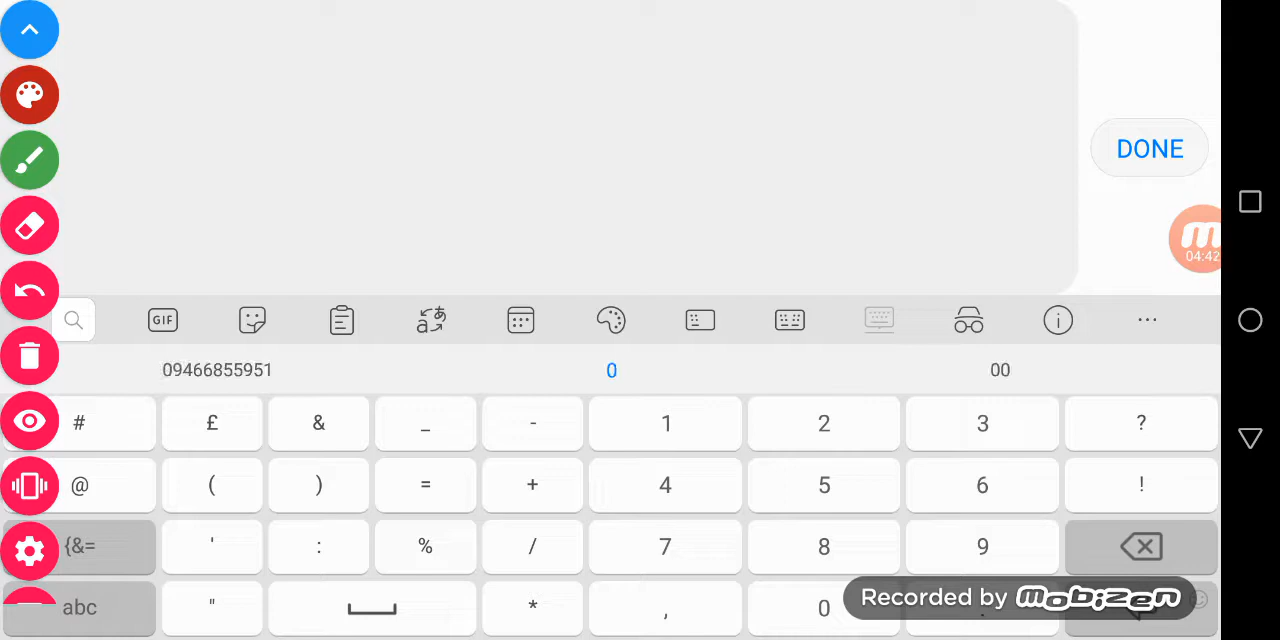 DONE
04:42
GIF
09466855951 0 00
# £ & _ - 1 2 3 ?
@ ( ) = + 4 5 6 !
{&= ' : % / 7 8 9
abc " * , 0 .
Recorded by mobizen